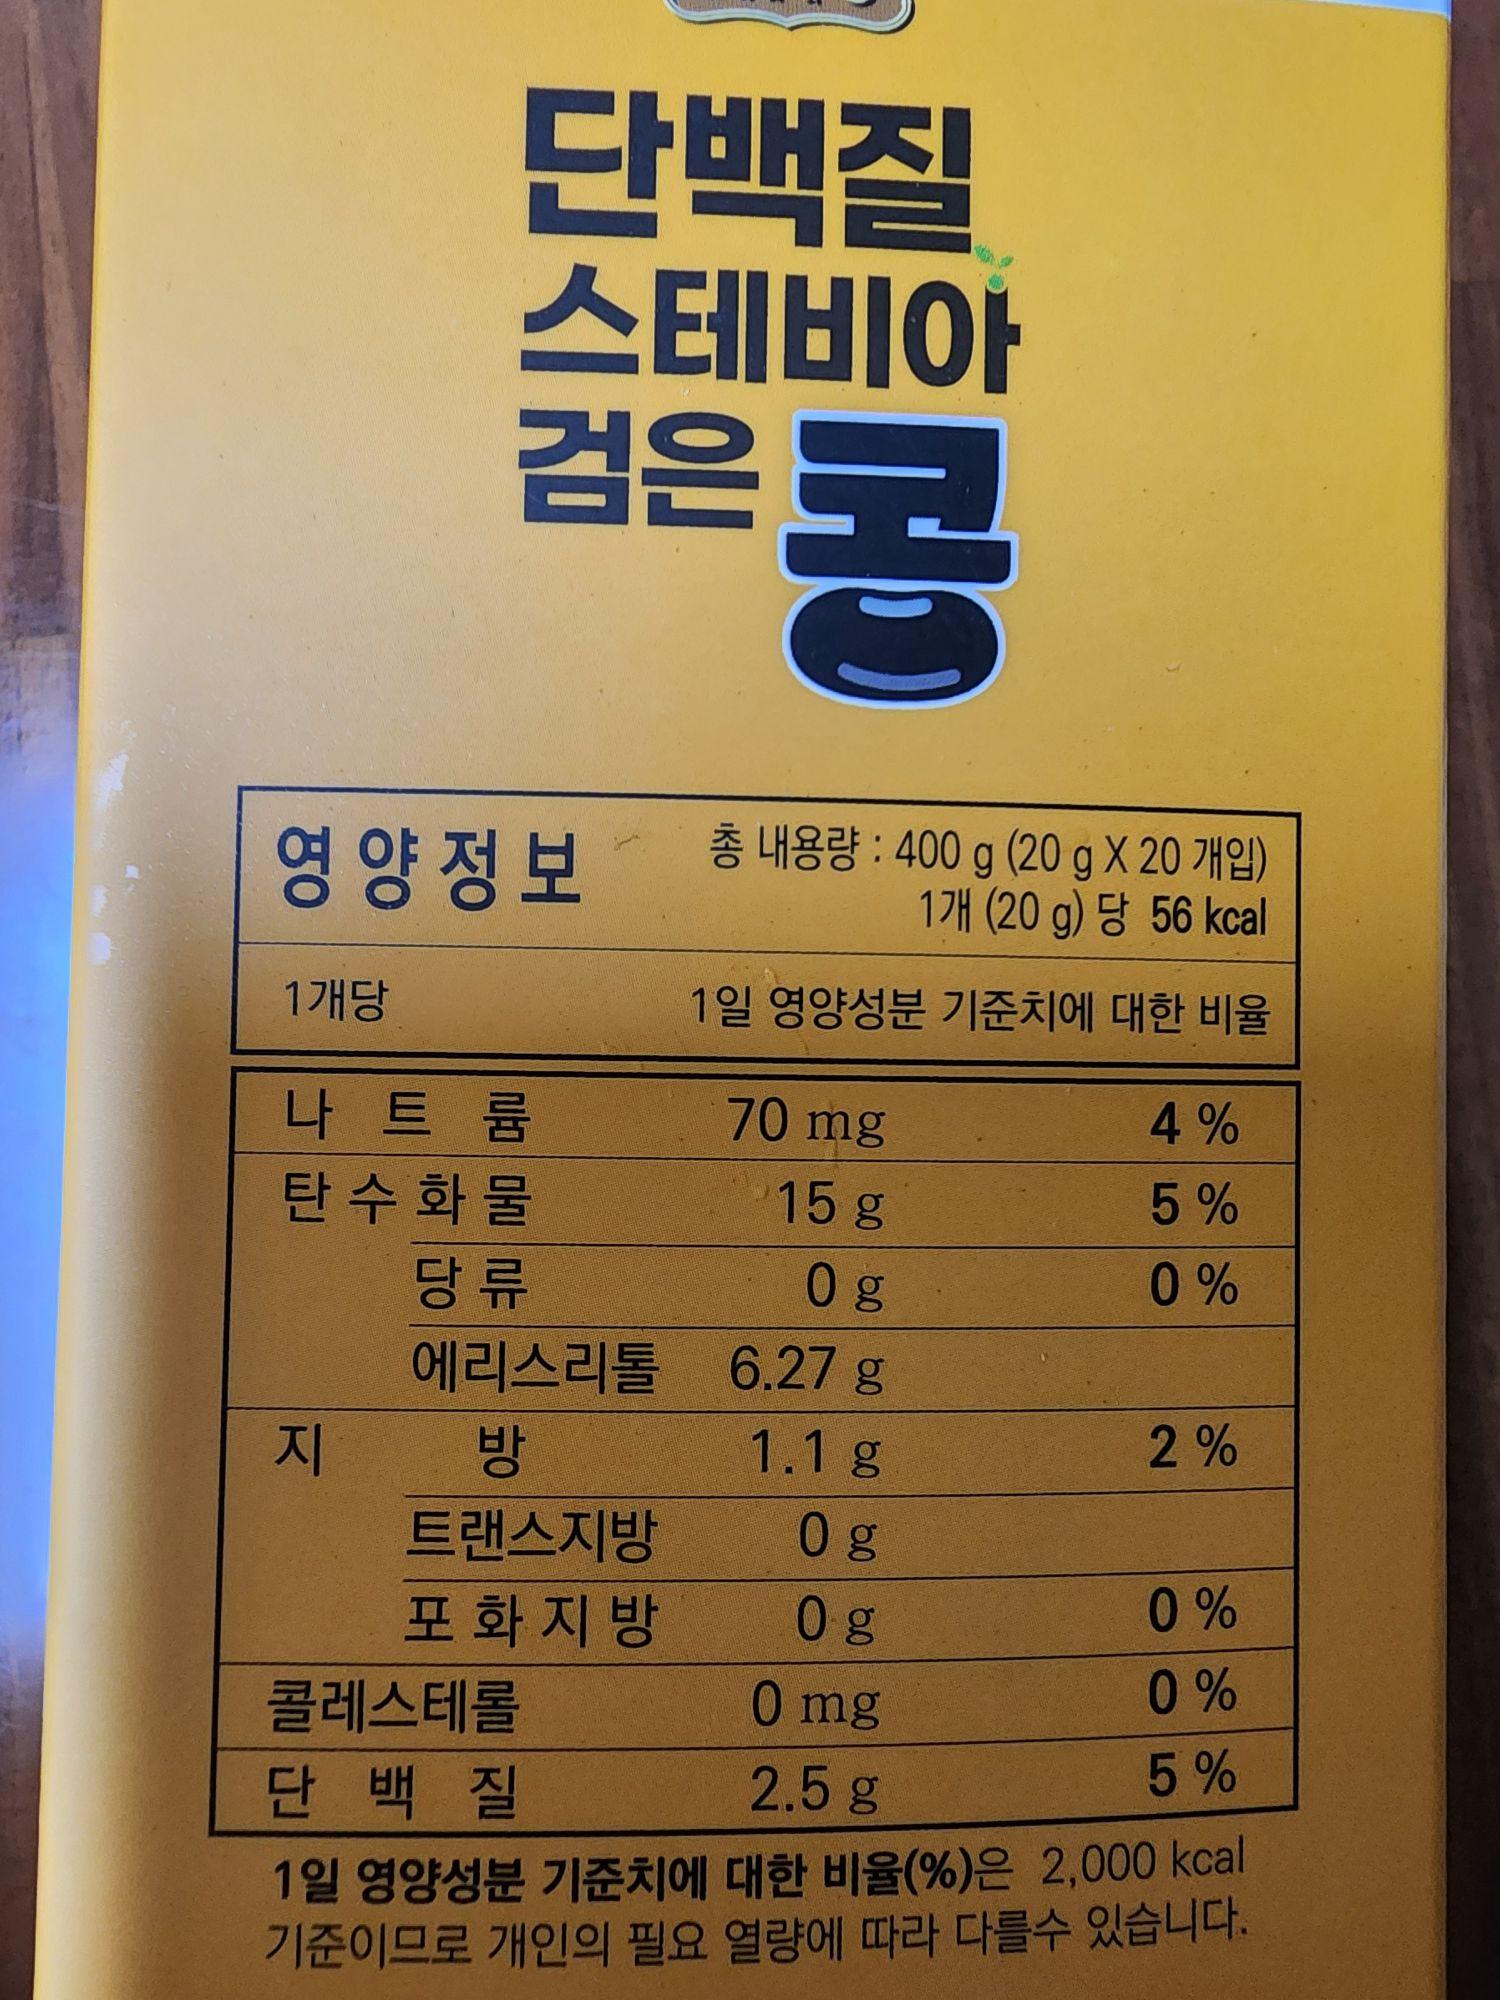 단백질
스테비아
검은콩
영양정보
총 내용량 : 400 g (20 g X 20 개입)
1개 (20 g) 당 56 kcal
1개당 1일 영양성분 기준치에 대한 비율
나 트 륨 70 mg 4 %
탄수화물 15 g 5 %
당류 0 g 0 %
에리스리톨 6.27 g
지 방 1.1 g 2 %
트랜스지방 0 g
포화지방 0 g 0 %
콜레스테롤 0 mg 0 %
단 백 질 2.5 g 5 %
1일 영양성분 기준치에 대한 비율(%)은 2,000 kcal
기준이므로 개인의 필요 열량에 따라 다를수 있습니다.